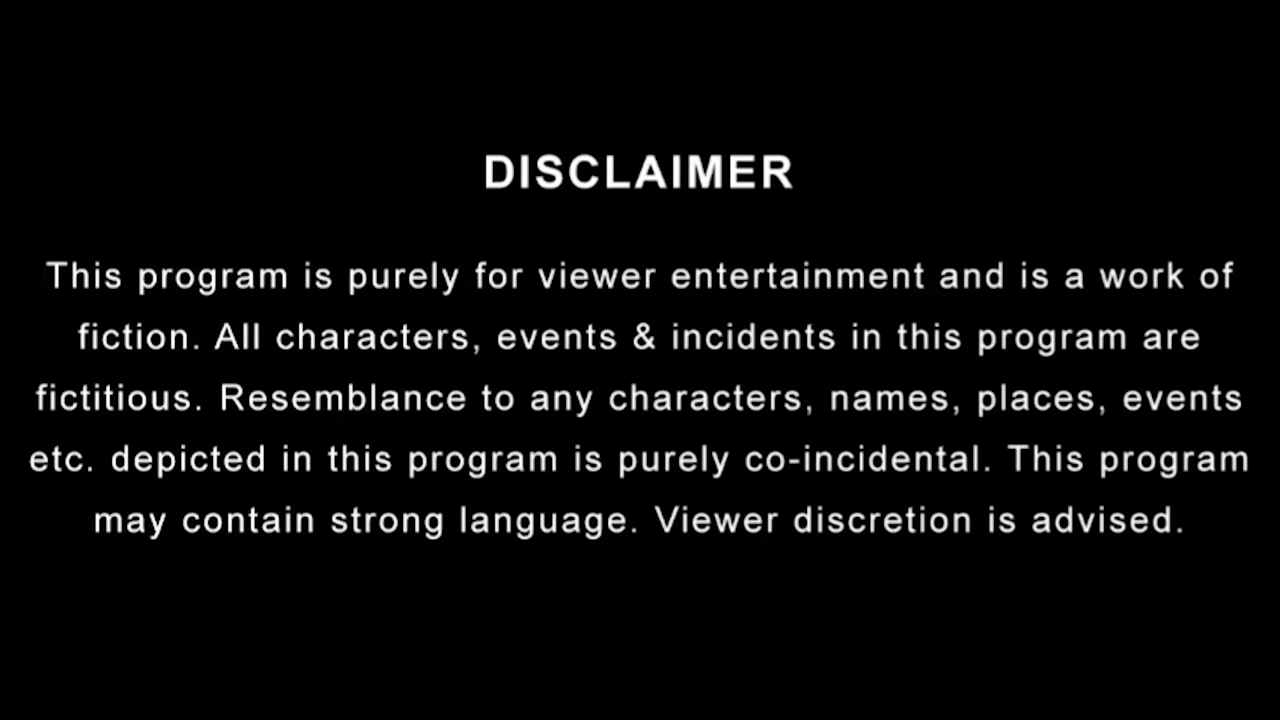 DISCLAIMER
This program is purely for viewer entertainment and is a work of
fiction. All characters, events & incidents in this program are
fictitious. Resemblance to any characters, names, places, events
etc. depicted in this program is purely co-incidental. This program
may contain strong language. Viewer discretion is advised.